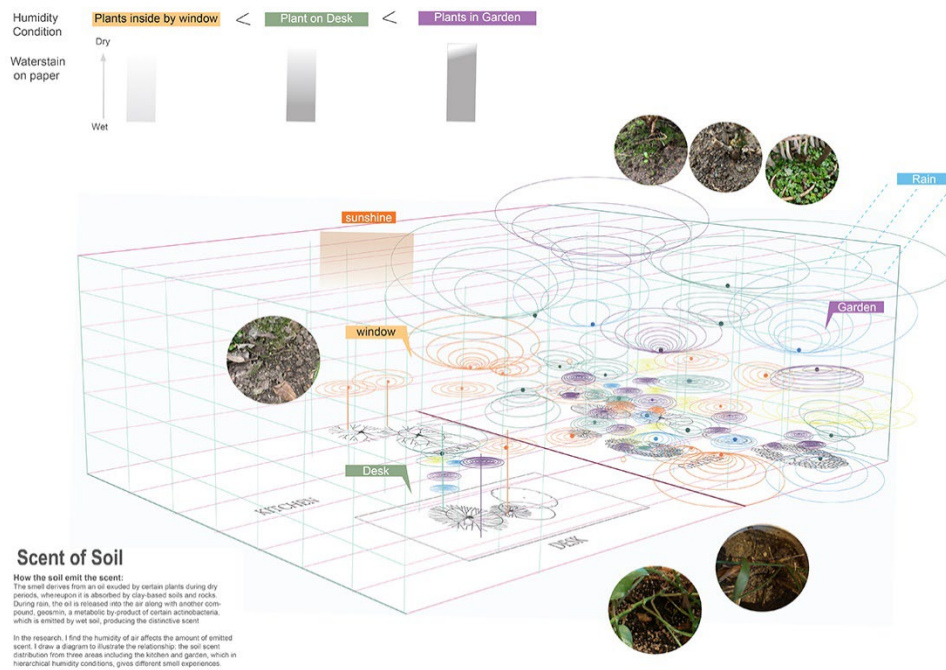 Humidity Condition
Plants inside by window < Plant on Desk < Plants in Garden
Waterstain on paper
Dry
Wet
Rain
sunshine
Garden
window
Desk
KITCHEN
DESK
Scent of Soil
How the soil emit the scent:
The smell derives from an oil exuded by certain plants during dry
periods, whereupon it is absorbed by clay-based soils and rocks.
During rain, the oil is released into the air along with another com-
pound, geosmin, a metabolic by-product of certain actinobacteria,
which is emitted by wet soil, producing the distinctive scent
In the research, I find the humidity of air affects the amount of emitted
scent. I draw a diagram to illustrate the relationship: the soil scent
distribution from three areas including the kitchen and garden, which in
hierarchical humidity conditions, gives different smell experiences.